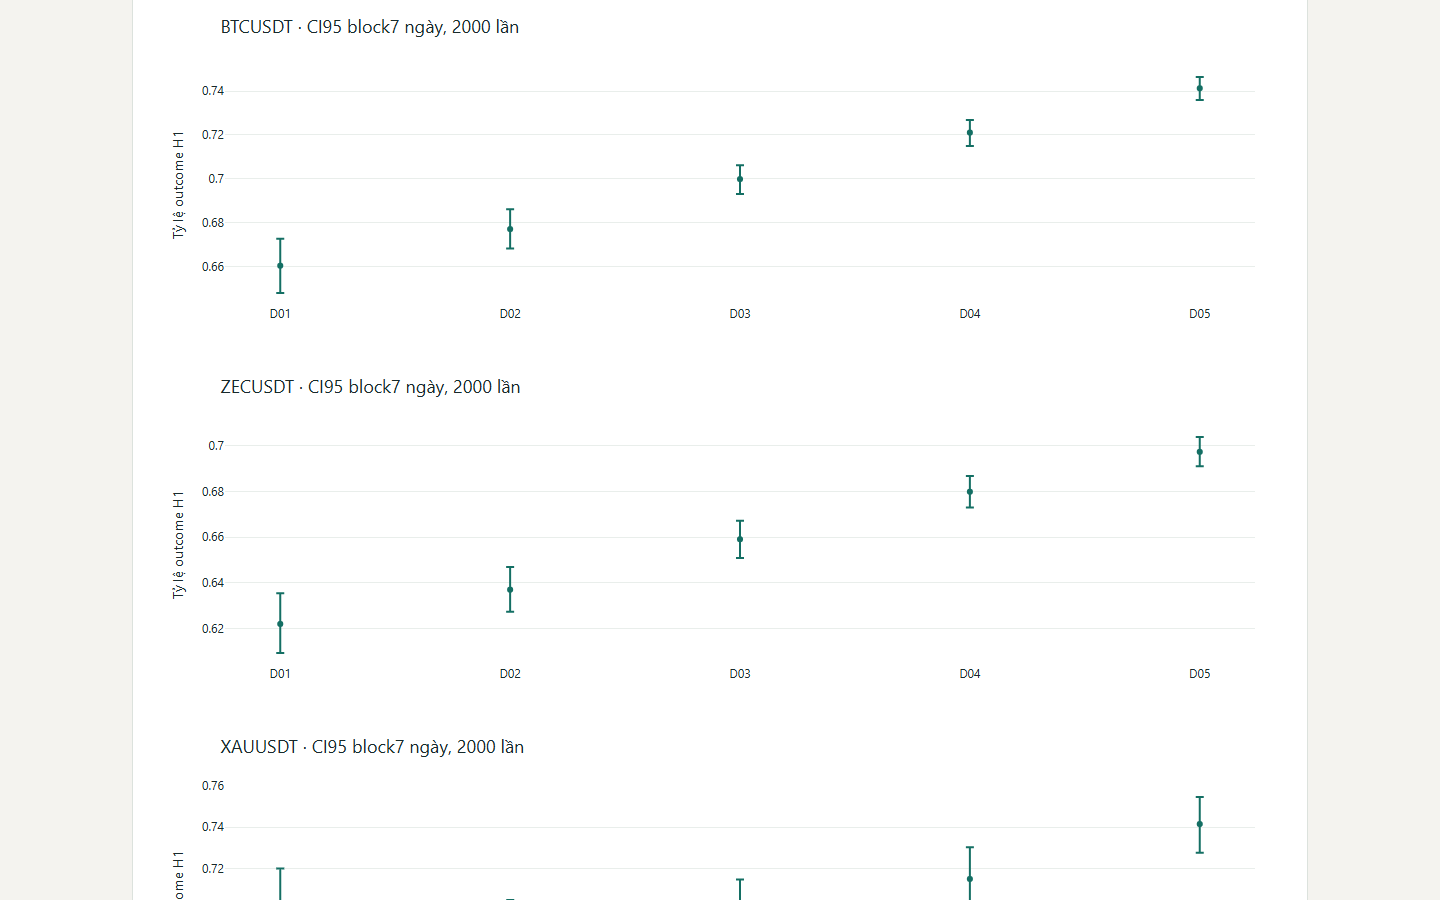 BTCUSDT · CI95 block7 ngày, 2000 lần
0.74
0.72
0.7
0.68
0.66
Tỷ lệ outcome H1
D01 D02 D03 D04 D05
ZECUSDT · CI95 block7 ngày, 2000 lần
0.7
0.68
0.66
0.64
0.62
Tỷ lệ outcome H1
D01 D02 D03 D04 D05
XAUUSDT · CI95 block7 ngày, 2000 lần
0.76
0.74
0.72
ome H1